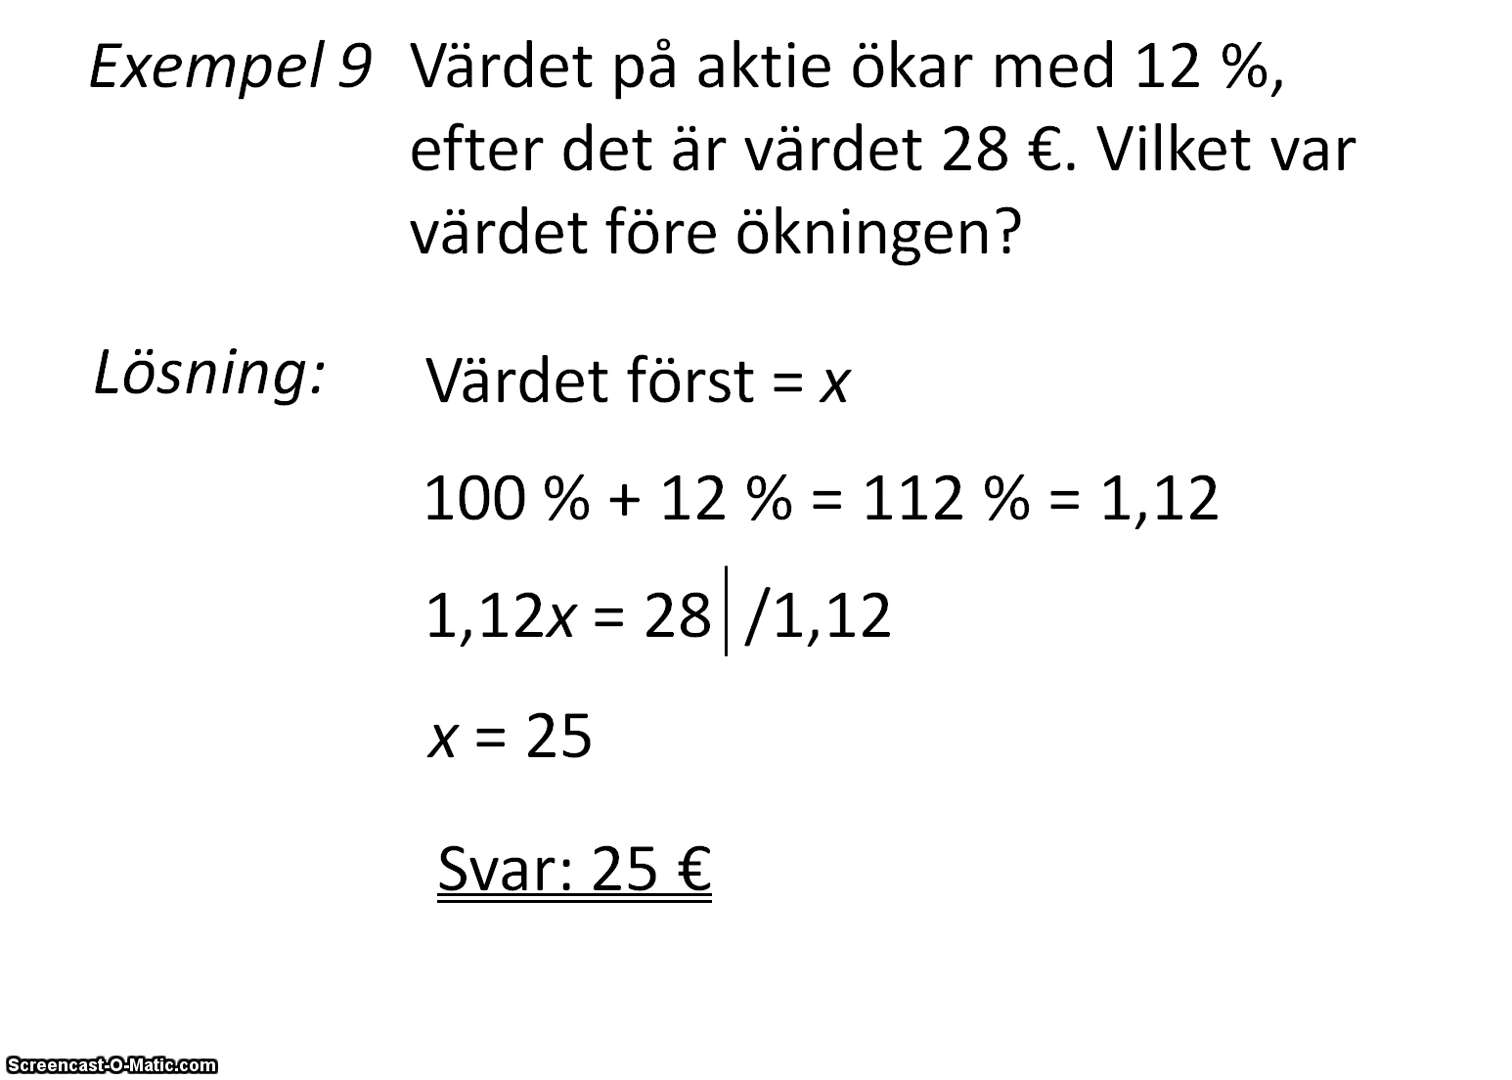 Exempel 9 Värdet på aktie ökar med 12 %,
efter det är värdet 28 €. Vilket var
värdet före ökningen?
Lösning: Värdet först = x
100 % + 12 % = 112 % = 1,12
1,12x = 28| /1,12
x = 25
Svar: 25 €
Screencast-O-Matic.com